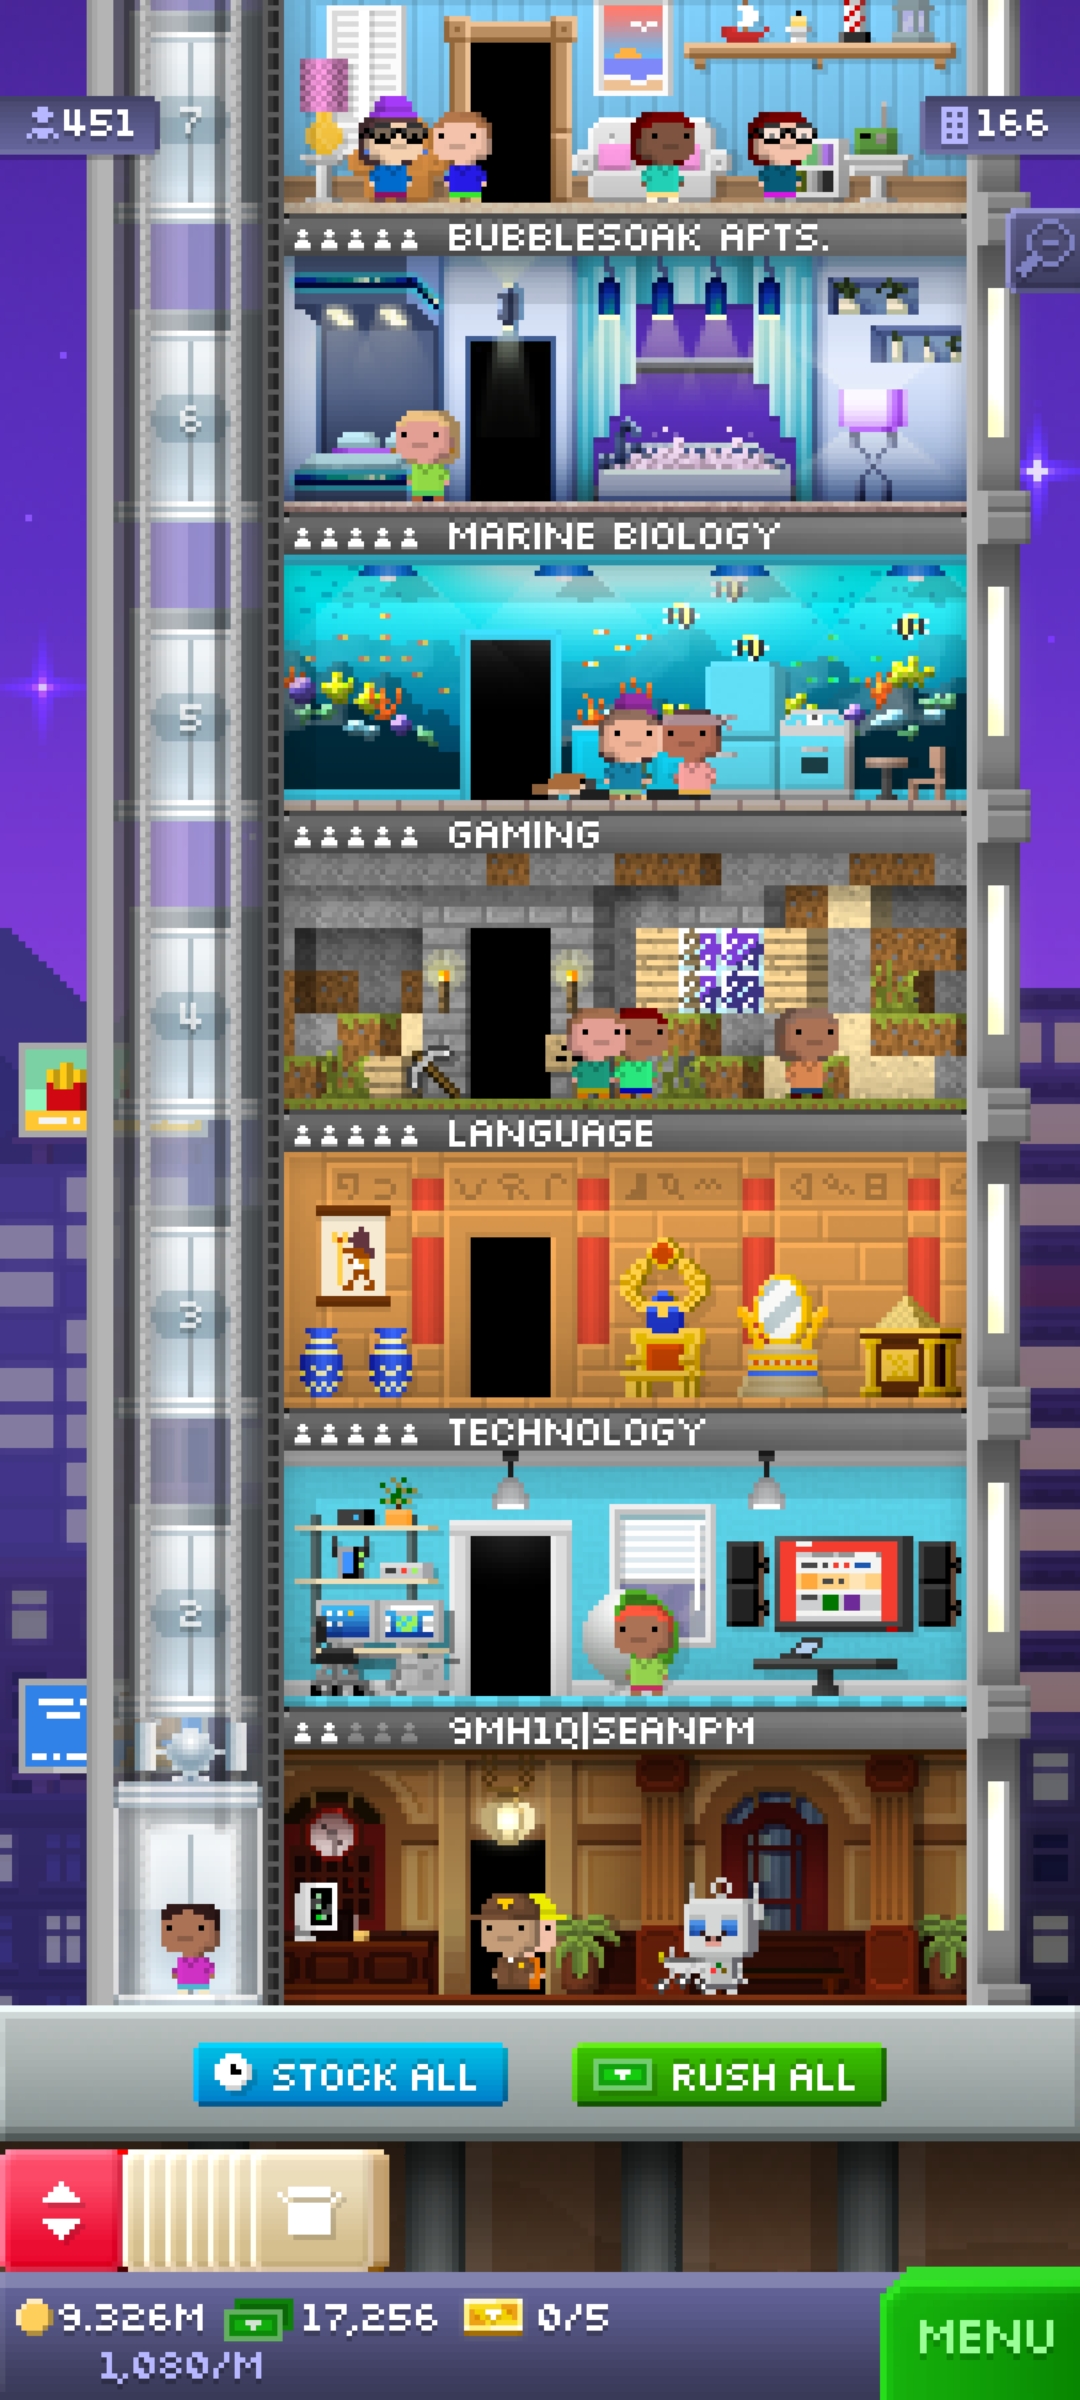 7
451
166
BUBBLESOAK APTS.
6
MARINE BIOLOGY
5
GAMING
4
LANGUAGE
3
TECHNOLOGY
2
9MH1Q|SEANPM
STOCK ALL
RUSH ALL
9.326M
17,256
0/5
1,080/M
MENU